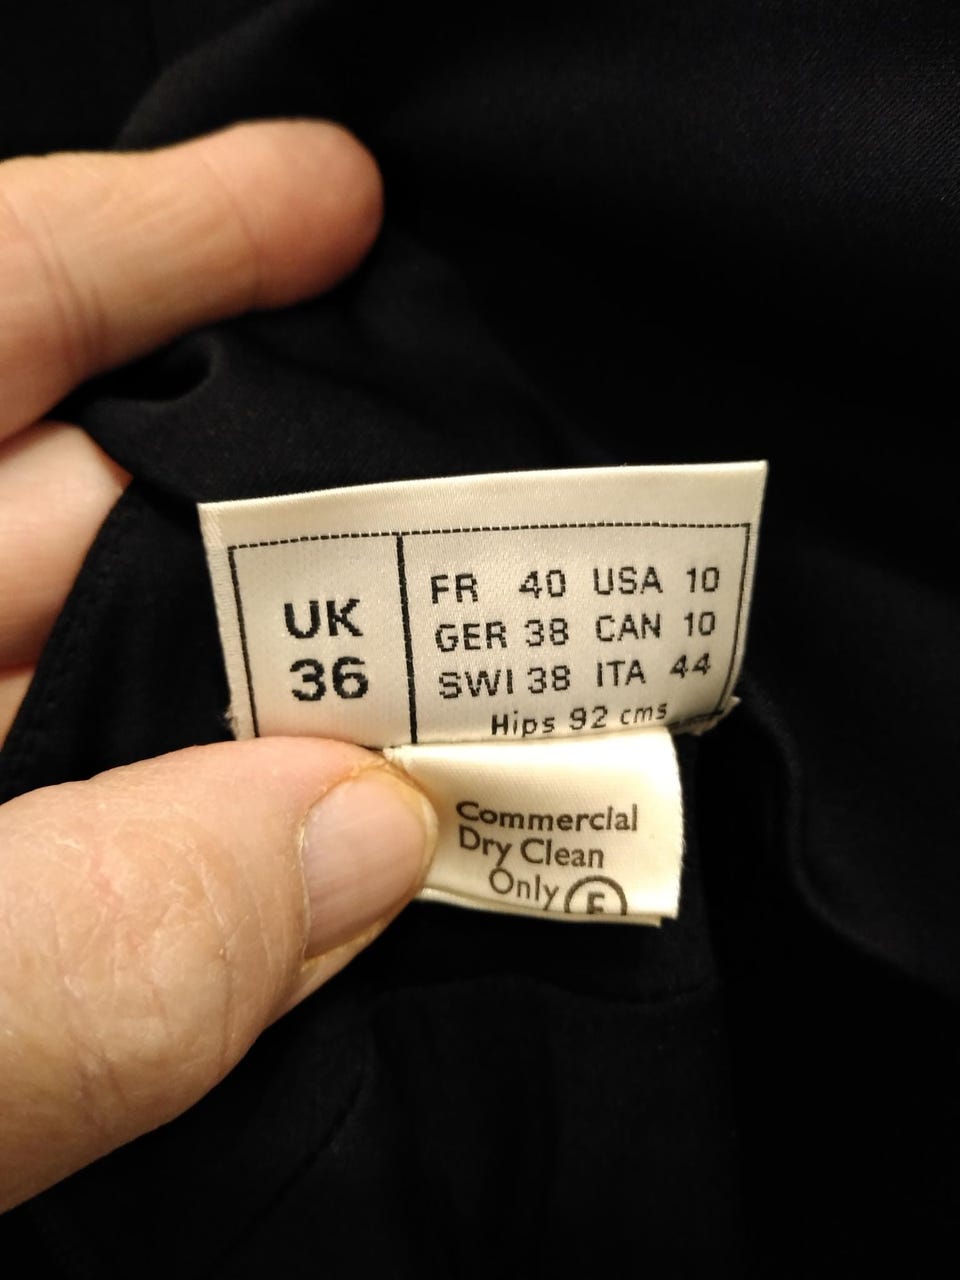 UK
36
FR 40 USA 10
GER 38 CAN 10
SWI 38 ITA 44
Hips 92 cms
Commercial
Dry Clean
Only F